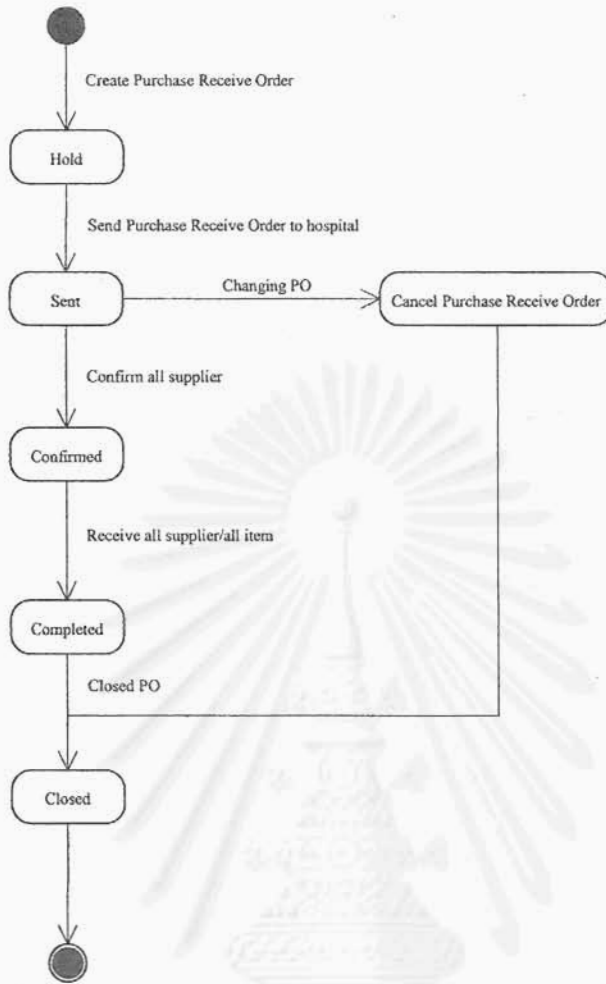 Create Purchase Receive Order
Hold
Send Purchase Receive Order to hospital
Sent
Changing PO
Cancel Purchase Receive Order
Confirm all supplier
Confirmed
Receive all supplier/all item
Completed
Closed PO
Closed